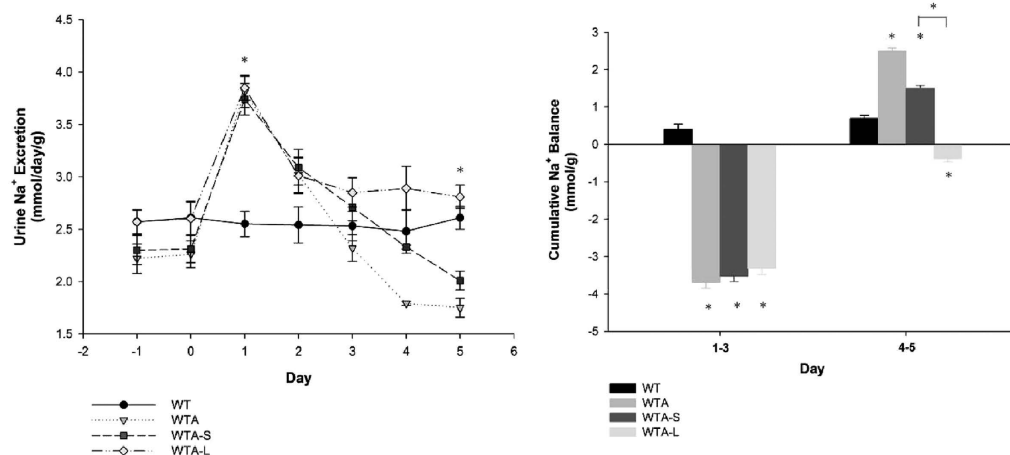 Urine Na+ Excretion
(mmol/day/g)
4.5
4.0
3.5
3.0
2.5
2.0
1.5
*
*
-2
-1
0
1
2
3
4
5
6
Day
WT
WTA
WTA-S
WTA-L
Cumulative Na+ Balance
(mmol/g)
3
2
1
0
-1
-2
-3
-4
-5
*
*
*
*
*
*
*
1-3
4-5
Day
WT
WTA
WTA-S
WTA-L